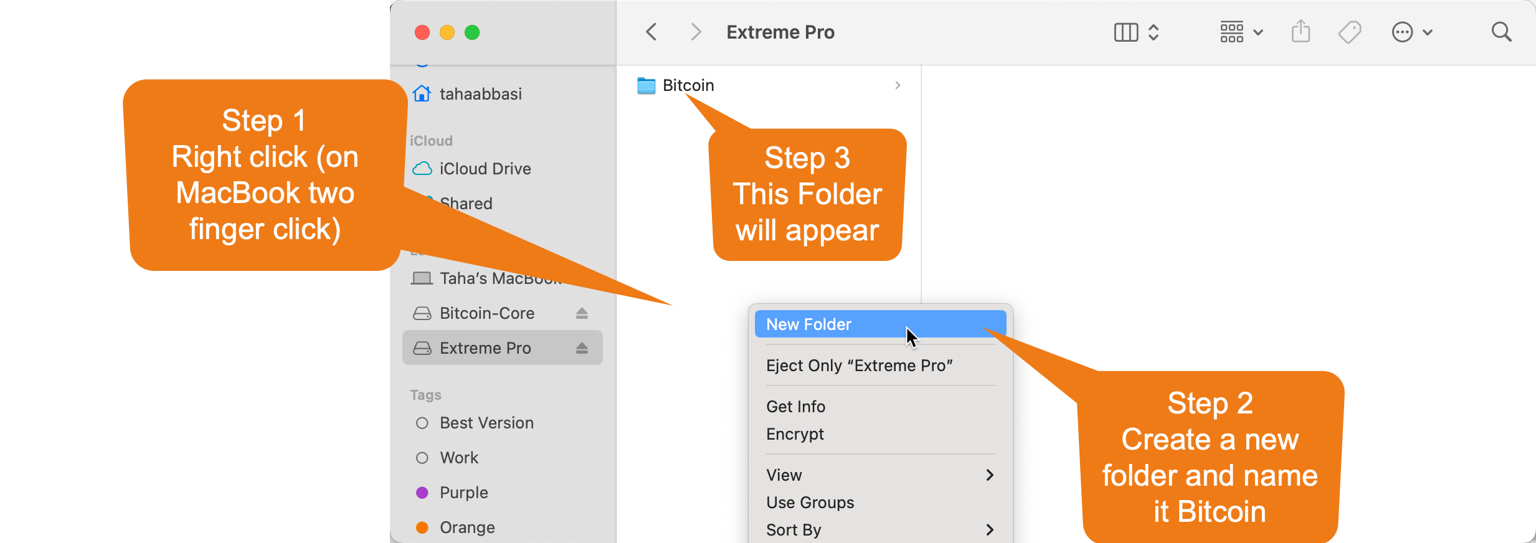 Extreme Pro
Bitcoin
tahaabbasi
iCloud
iCloud Drive
Shared
Taha's MacBook
Bitcoin-Core
Extreme Pro
Tags
Best Version
Work
Purple
Orange
Step 1
Right click (on
MacBook two
finger click)
Step 3
This Folder
will appear
New Folder
Eject Only “Extreme Pro”
Get Info
Encrypt
View
Use Groups
Sort By
Step 2
Create a new
folder and name
it Bitcoin